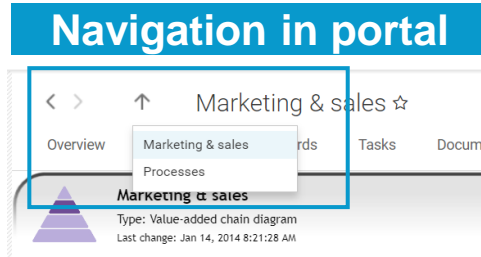 Navigation in portal
Marketing & sales
Overview
rds
Tasks
Docum
Marketing & sales
Processes
Marketing & sales
Type: Value-added chain diagram
Last change: Jan 14, 2014 8:21:28 AM